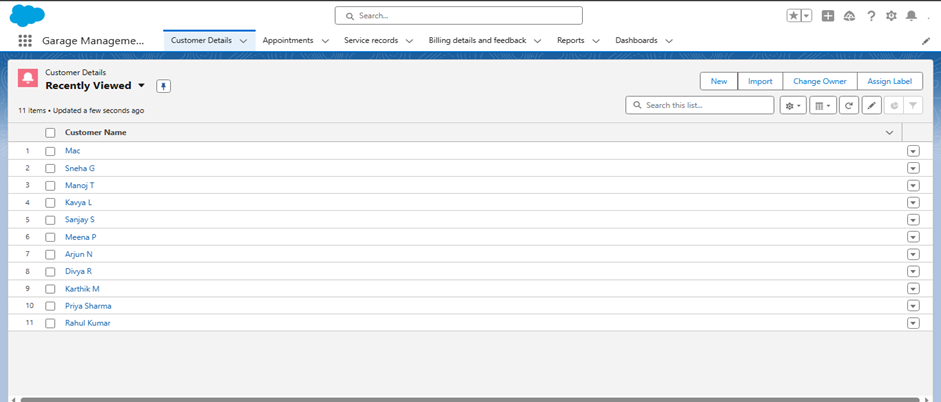 Search...
Garage Manageme... Customer Details Appointments Service records Billing details and feedback Reports Dashboards
Customer Details
Recently Viewed
New Import Change Owner Assign Label
11 items • Updated a few seconds ago
Search this list...
Customer Name
1 Mac
2 Sneha G
3 Manoj T
4 Kavya L
5 Sanjay S
6 Meena P
7 Arjun N
8 Divya R
9 Karthik M
10 Priya Sharma
11 Rahul Kumar